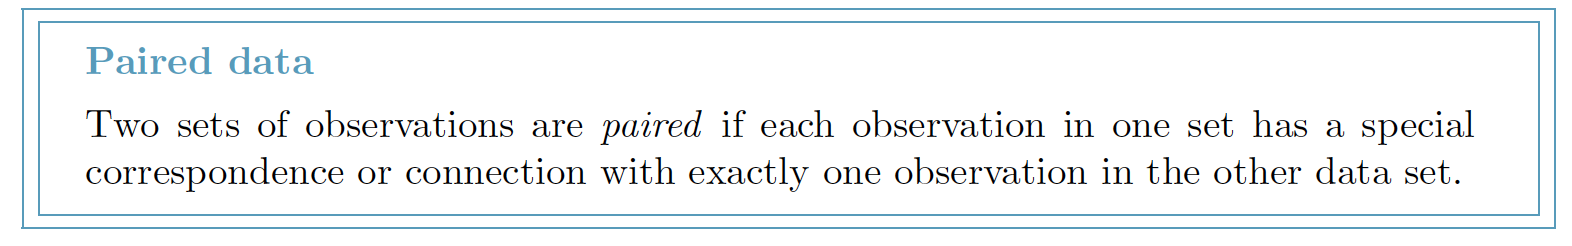 Paired data
Two sets of observations are paired if each observation in one set has a special
correspondence or connection with exactly one observation in the other data set.